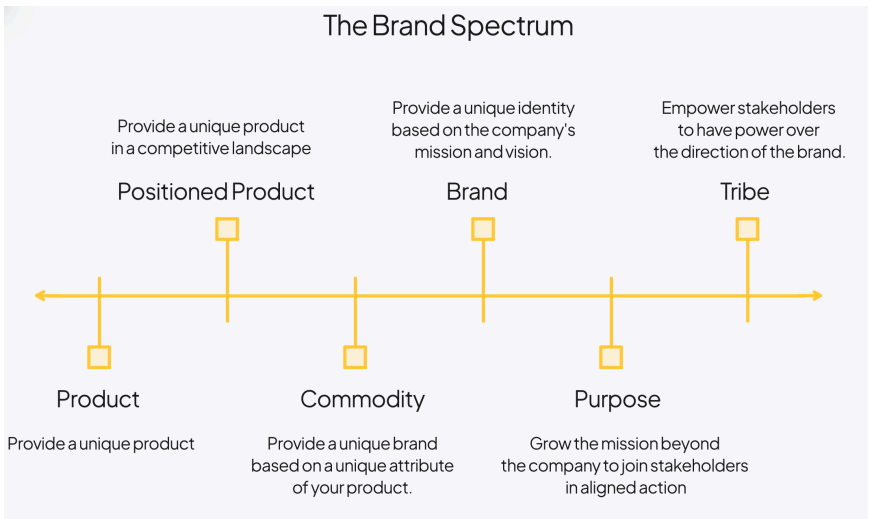 The Brand Spectrum
Provide a unique product
in a competitive landscape
Positioned Product
Provide a unique identity
based on the company's
mission and vision.
Brand
Empower stakeholders
to have power over
the direction of the brand.
Tribe
Product
Provide a unique product
Commodity
Provide a unique brand
based on a unique attribute
of your product.
Purpose
Grow the mission beyond
the company to join stakeholders
in aligned action